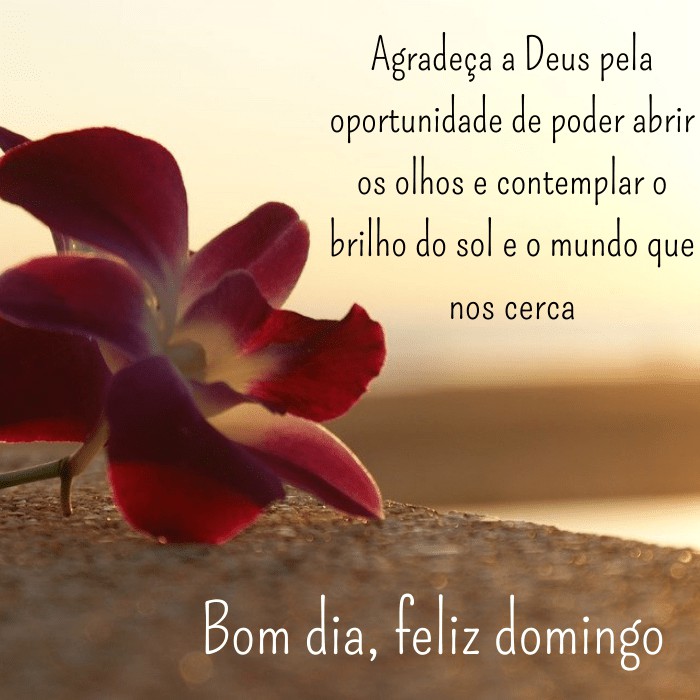 Agradeça a Deus pela
oportunidade de poder abrir
os olhos e contemplar o
brilho do sol e o mundo que
nos cerca
Bom dia, feliz domingo